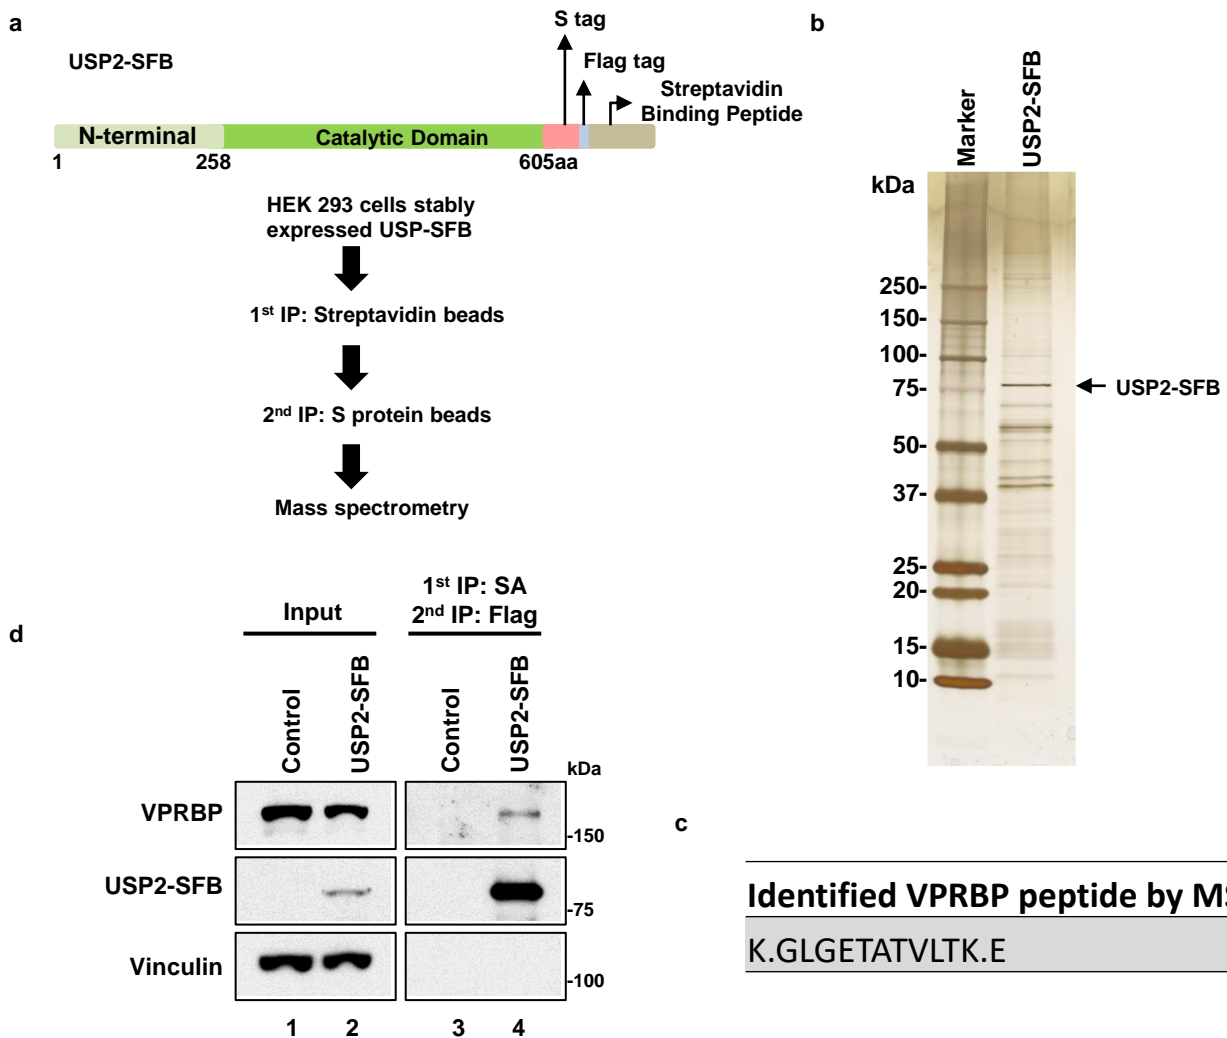 a
USP2-SFB
S tag
Flag tag
Streptavidin
Binding Peptide
N-terminal
Catalytic Domain
1
258
605aa
HEK 293 cells stably
expressed USP-SFB
1st IP: Streptavidin beads
2nd IP: S protein beads
Mass spectrometry
b
Marker
USP2-SFB
kDa
250-
150-
100-
75-
50-
37-
25-
20-
15-
10-
USP2-SFB
c
Identified VPRBP peptide by MS
K.GLGETATVLTK.E
d
Input
1st IP: SA
2nd IP: Flag
Control
USP2-SFB
Control
USP2-SFB
kDa
VPRBP
-150
USP2-SFB
-75
Vinculin
-100
1
2
3
4